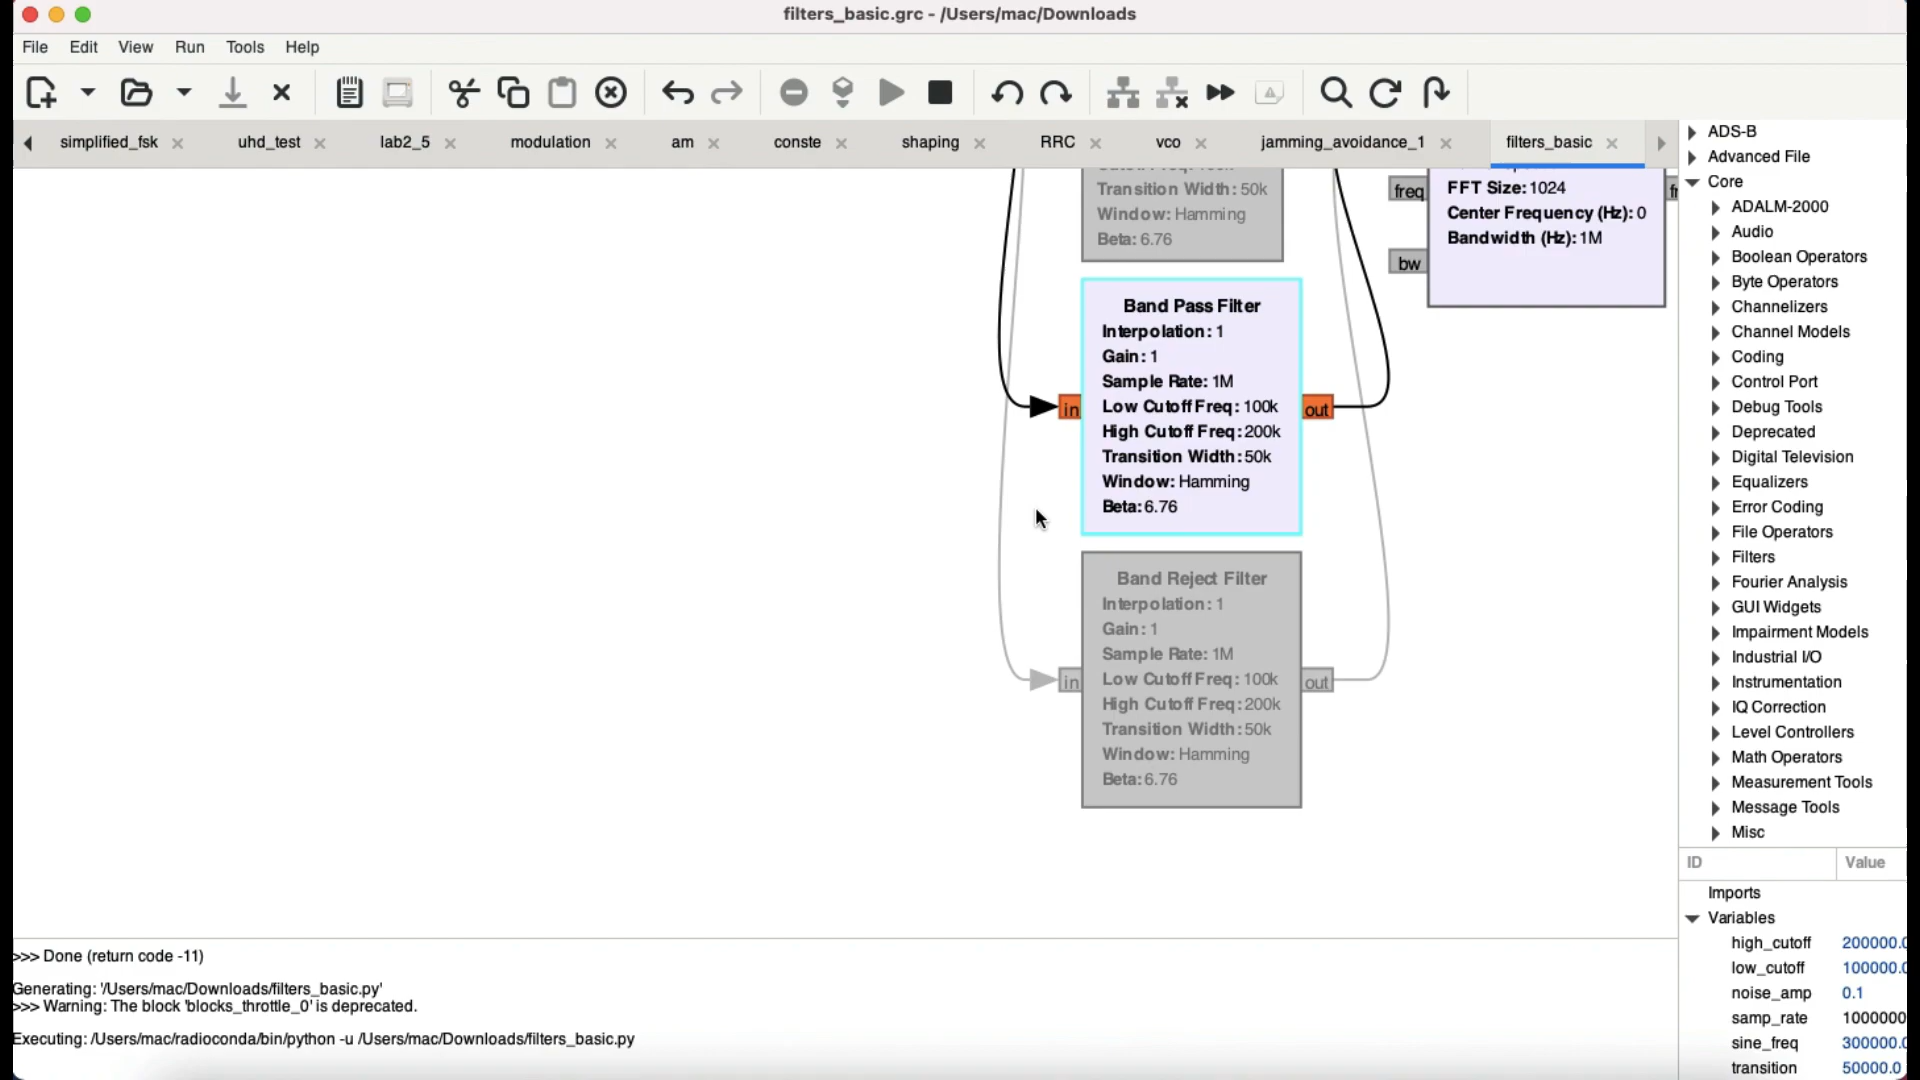 filters_basic.grc - /Users/mac/Downloads
File Edit View Run Tools Help
simplified_fsk uhd_test lab2_5 modulation am conste shaping RRC vco jamming_avoidance_1 filters_basic
Transition Width: 50k
Window: Hamming
Beta: 6.76
freq
bw
FFT Size: 1024
Center Frequency (Hz): 0
Bandwidth (Hz): 1M
Band Pass Filter
Interpolation: 1
Gain: 1
Sample Rate: 1M
in Low Cutoff Freq: 100k out
High Cutoff Freq: 200k
Transition Width: 50k
Window: Hamming
Beta: 6.76
Band Reject Filter
Interpolation: 1
Gain: 1
Sample Rate: 1M
in Low Cutoff Freq: 100k out
High Cutoff Freq: 200k
Transition Width: 50k
Window: Hamming
Beta: 6.76
ADS-B
Advanced File
Core
ADALM-2000
Audio
Boolean Operators
Byte Operators
Channelizers
Channel Models
Coding
Control Port
Debug Tools
Deprecated
Digital Television
Equalizers
Error Coding
File Operators
Filters
Fourier Analysis
GUI Widgets
Impairment Models
Industrial I/O
Instrumentation
IQ Correction
Level Controllers
Math Operators
Measurement Tools
Message Tools
Misc
ID Value
Imports
Variables
high_cutoff 200000.0
low_cutoff 100000.0
noise_amp 0.1
samp_rate 1000000
sine_freq 300000.0
transition 50000.0
>>> Done (return code -11)
Generating: '/Users/mac/Downloads/filters_basic.py'
>>> Warning: The block 'blocks_throttle_0' is deprecated.
Executing: /Users/mac/radioconda/bin/python -u /Users/mac/Downloads/filters_basic.py